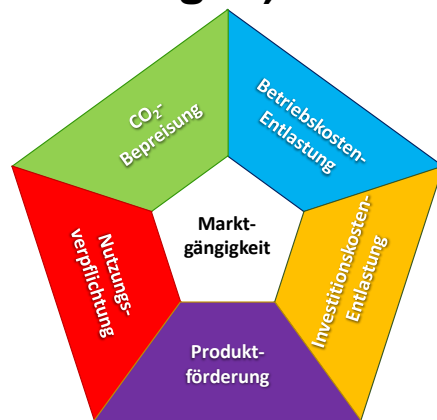 CO₂-
Bepreisung
Betriebskosten-
Entlastung
Markt-
gängigkeit
Nutzungs-
verpflichtung
Investitionskosten-
Entlastung
Produkt-
förderung